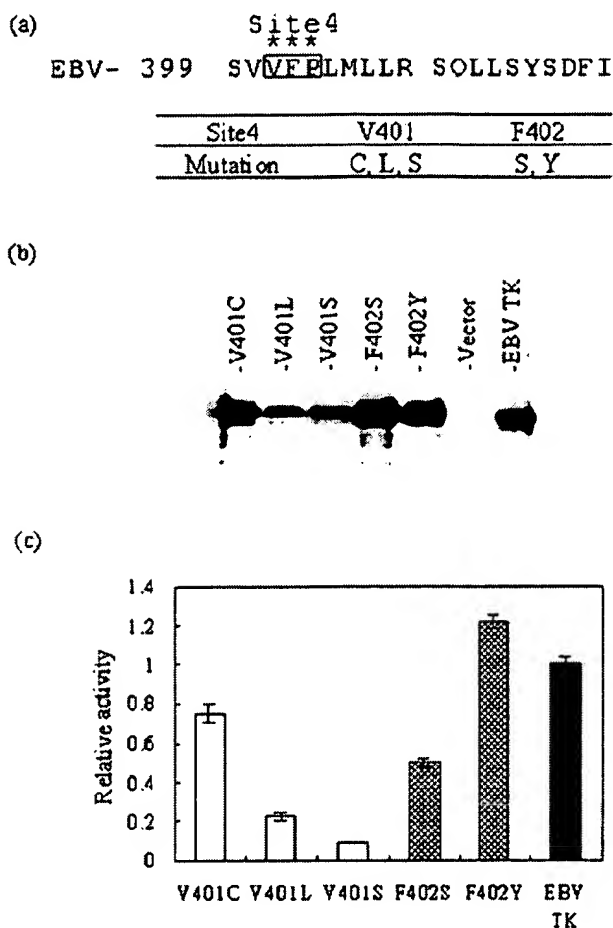 (a)
Site4
***
EBV- 399 SVVFPLMLLR SQLLSYSDFI
Site4 V401 F402
Mutation C, L, S S, Y
(b)
-V401C -V401L -V401S -F402S -F402Y -Vector -EBV TK
(c)
Relative activity
1.4
1.2
1
0.8
0.6
0.4
0.2
0
V401C V401L V401S F402S F402Y EBV
TK